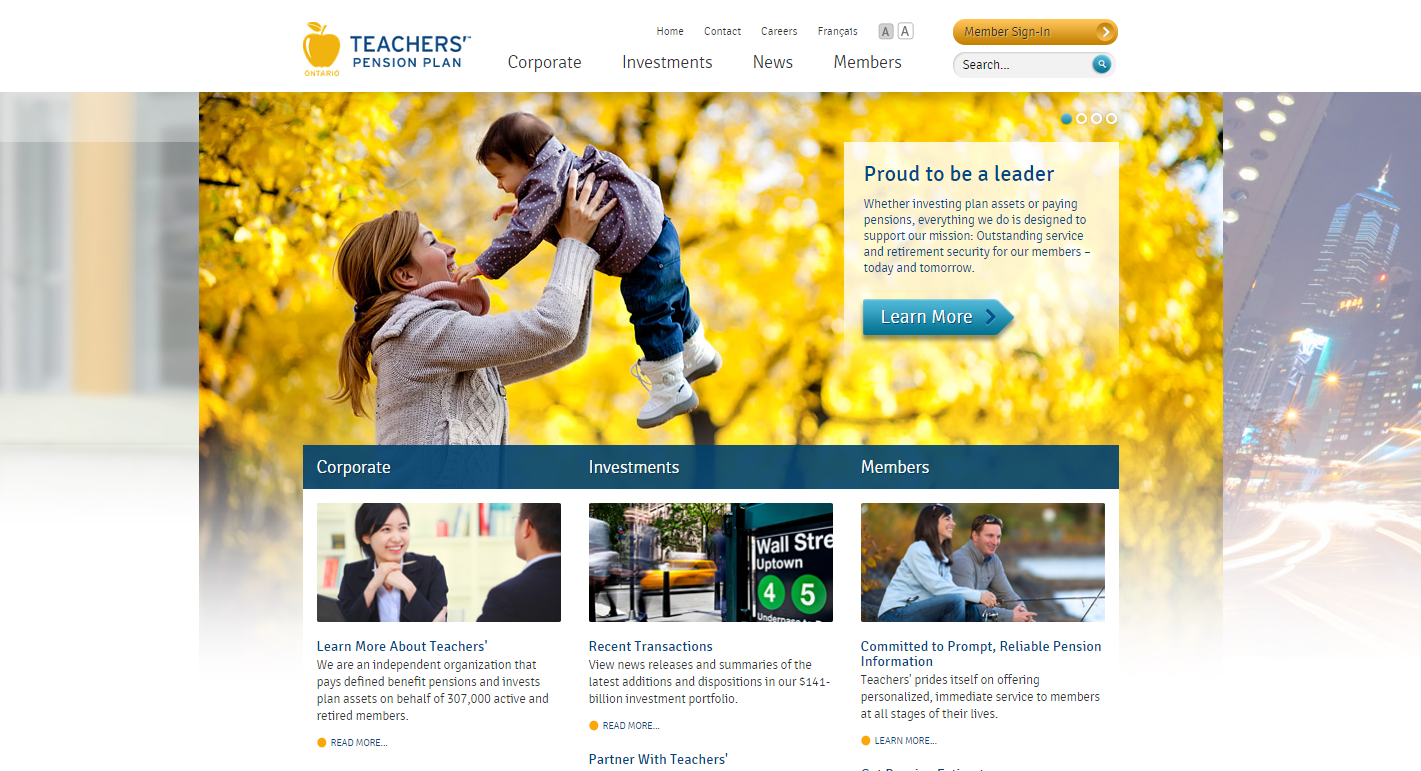 Home Contact Careers Français A A
Member Sign-In
TEACHERS'™
PENSION PLAN
ONTARIO
Corporate Investments News Members
Search...
Proud to be a leader
Whether investing plan assets or paying
pensions, everything we do is designed to
support our mission: Outstanding service
and retirement security for our members –
today and tomorrow.
Learn More
Corporate
Investments
Members
Wall Stre
Uptown
4 5
Learn More About Teachers'
We are an independent organization that
pays defined benefit pensions and invests
plan assets on behalf of 307,000 active and
retired members.
READ MORE...
Recent Transactions
View news releases and summaries of the
latest additions and dispositions in our $141-
billion investment portfolio.
READ MORE...
Partner With Teachers'
Committed to Prompt, Reliable Pension
Information
Teachers' prides itself on offering
personalized, immediate service to members
at all stages of their lives.
LEARN MORE...